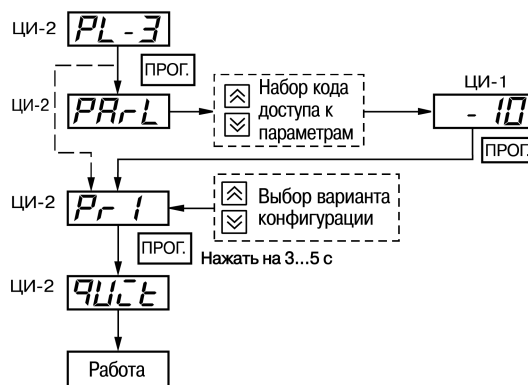 ЦИ-2 PL-3
ПРОГ.
ЦИ-2 PArL
Набор кода
доступа к
параметрам
ЦИ-1
- 10
ПРОГ.
ЦИ-2 Pr 1
Выбор варианта
конфигурации
ПРОГ.
Нажать на 3...5 с
ЦИ-2 qUit
Работа